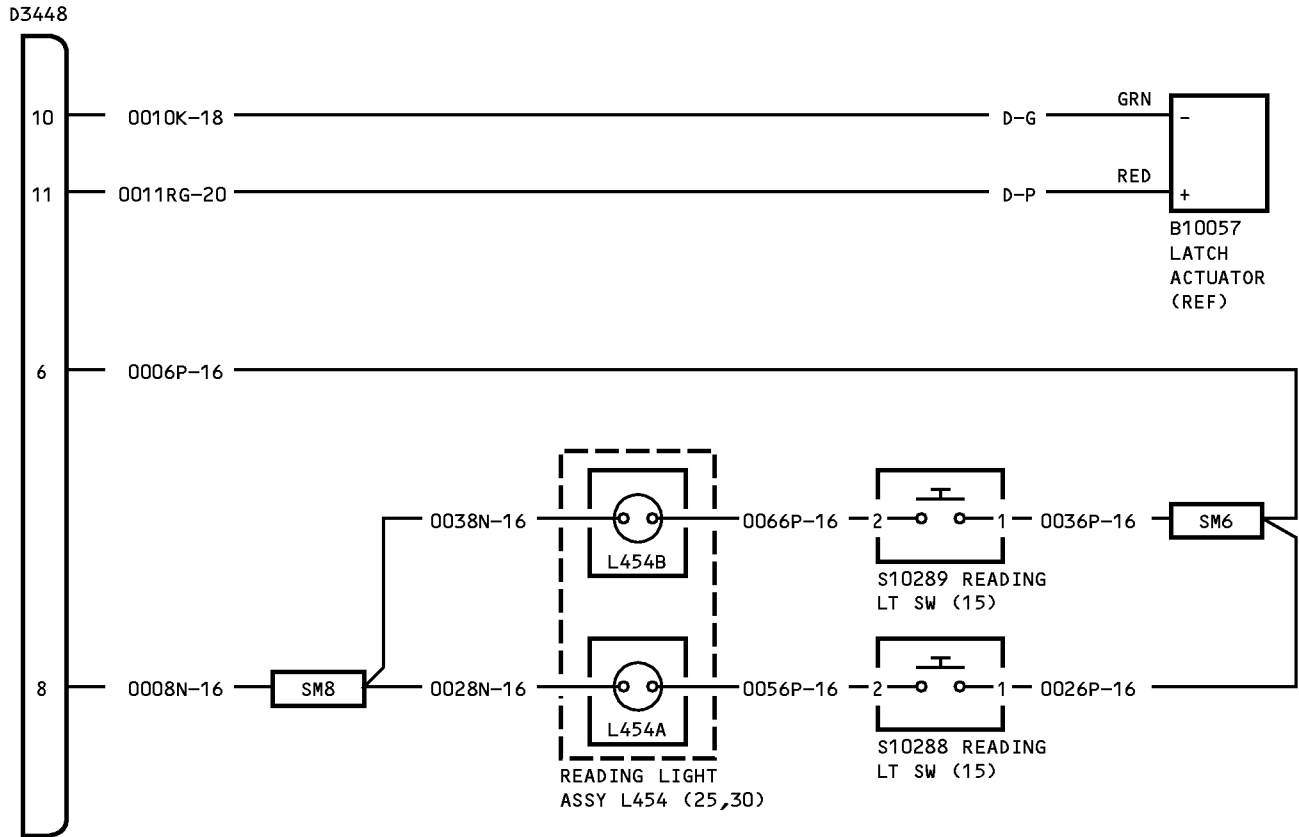 D3448
10 0010K-18 D-G GRN -
11 0011RG-20 D-P RED +
B10057
LATCH
ACTUATOR
(REF)
6 0006P-16
0038N-16 L454B 0066P-16 2 1 0036P-16 SM6
S10289 READING
LT SW (15)
8 0008N-16 SM8 0028N-16 L454A 0056P-16 2 1 0026P-16
S10288 READING
LT SW (15)
READING LIGHT
ASSY L454 (25,30)